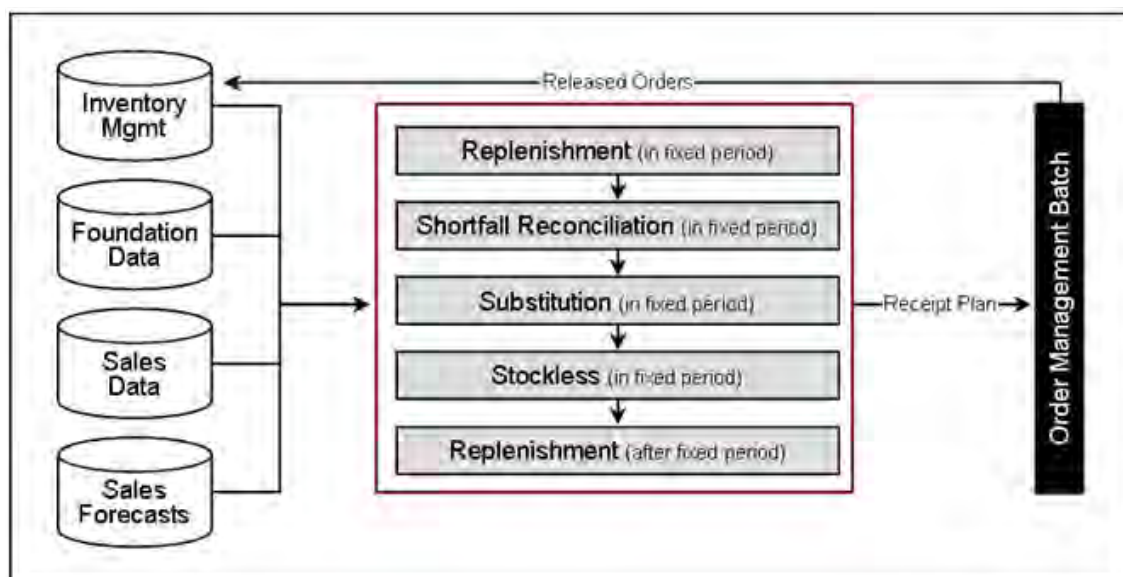 Released Orders
Inventory
Mgmt
Foundation
Data
Sales
Data
Sales
Forecasts
Replenishment (in fixed period)
Shortfall Reconciliation (in fixed period)
Substitution (in fixed period)
Stockless (in fixed period)
Replenishment (after fixed period)
Receipt Plan
Order Management Batch